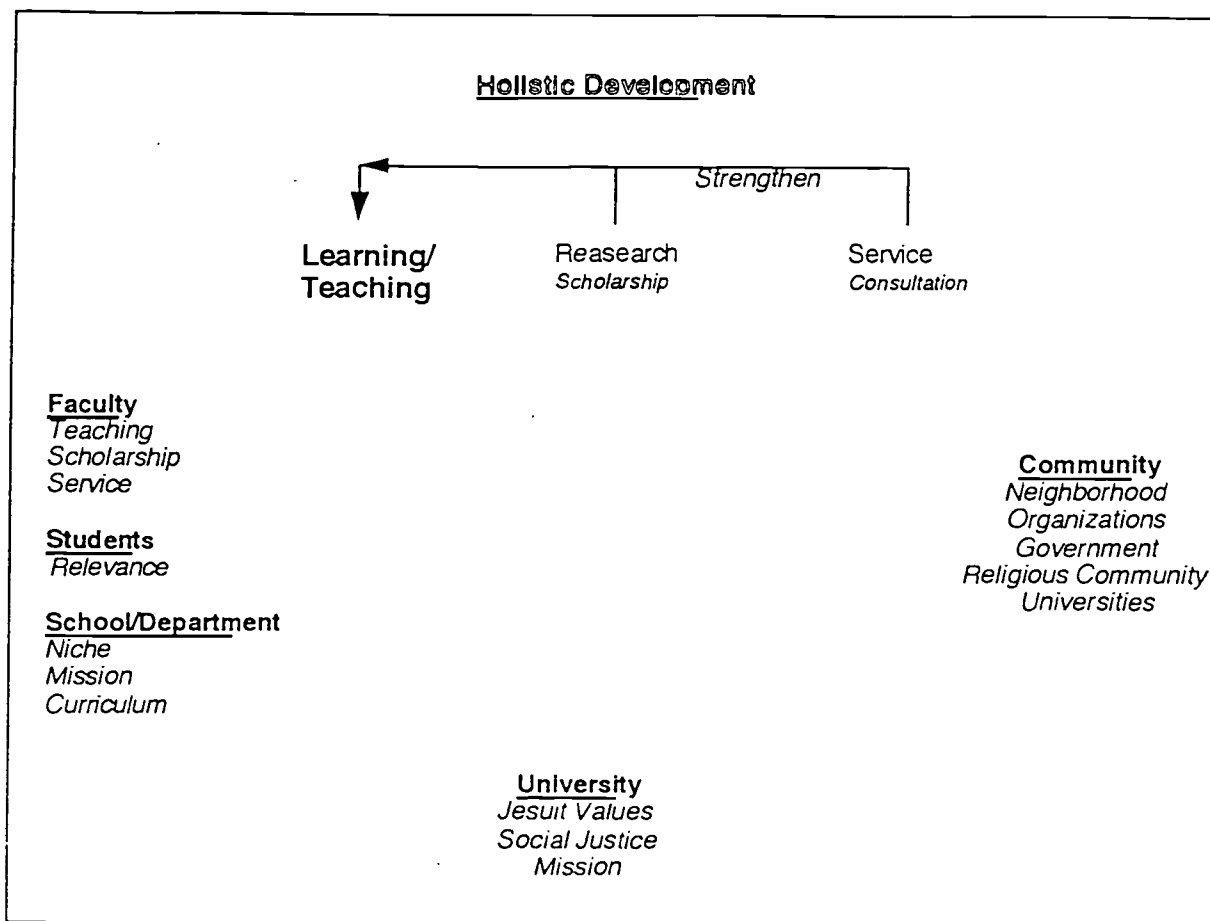 Holistic Development
Strengthen
Learning/
Teaching
Reasearch
Scholarship
Service
Consultation
Faculty
Teaching
Scholarship
Service
Students
Relevance
School/Department
Niche
Mission
Curriculum
Community
Neighborhood
Organizations
Government
Religious Community
Universities
University
Jesuit Values
Social Justice
Mission